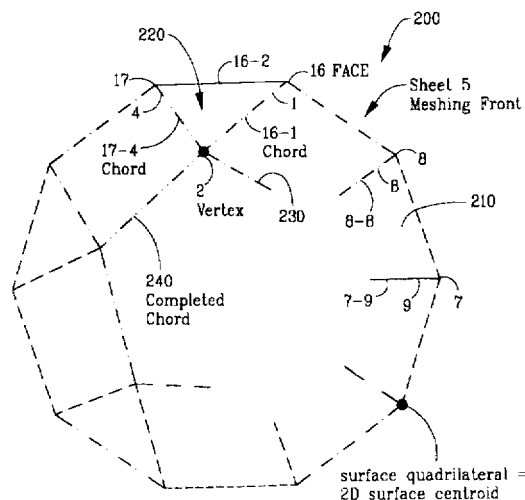 200
220
16-2
17
16 FACE
Sheet 5
Meshing Front
4
1
17-4
Chord
16-1
Chord
8
8
8-8
2
Vertex
230
210
240
Completed
Chord
7-9
9
7
surface quadrilateral =
2D surface centroid